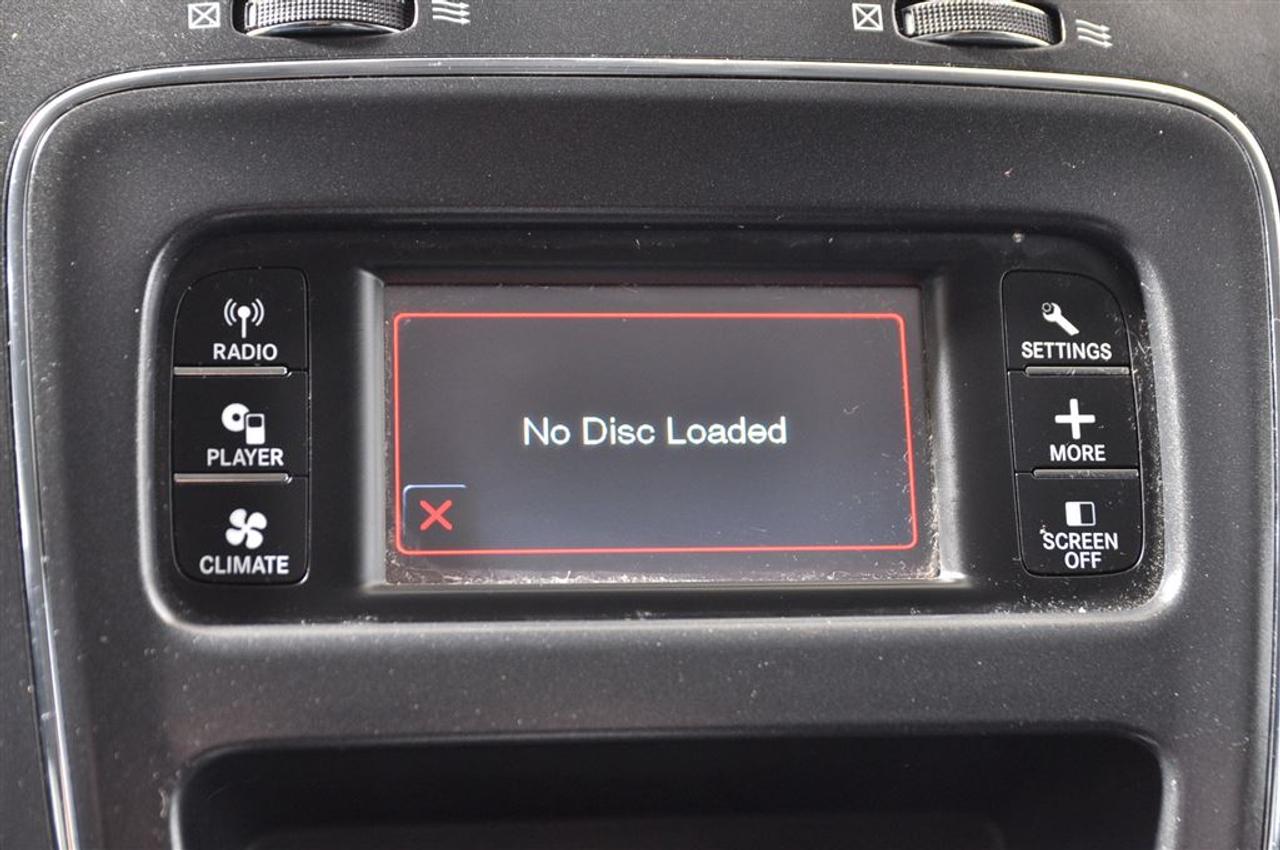 RADIO
PLAYER
CLIMATE
No Disc Loaded
SETTINGS
MORE
SCREEN
OFF